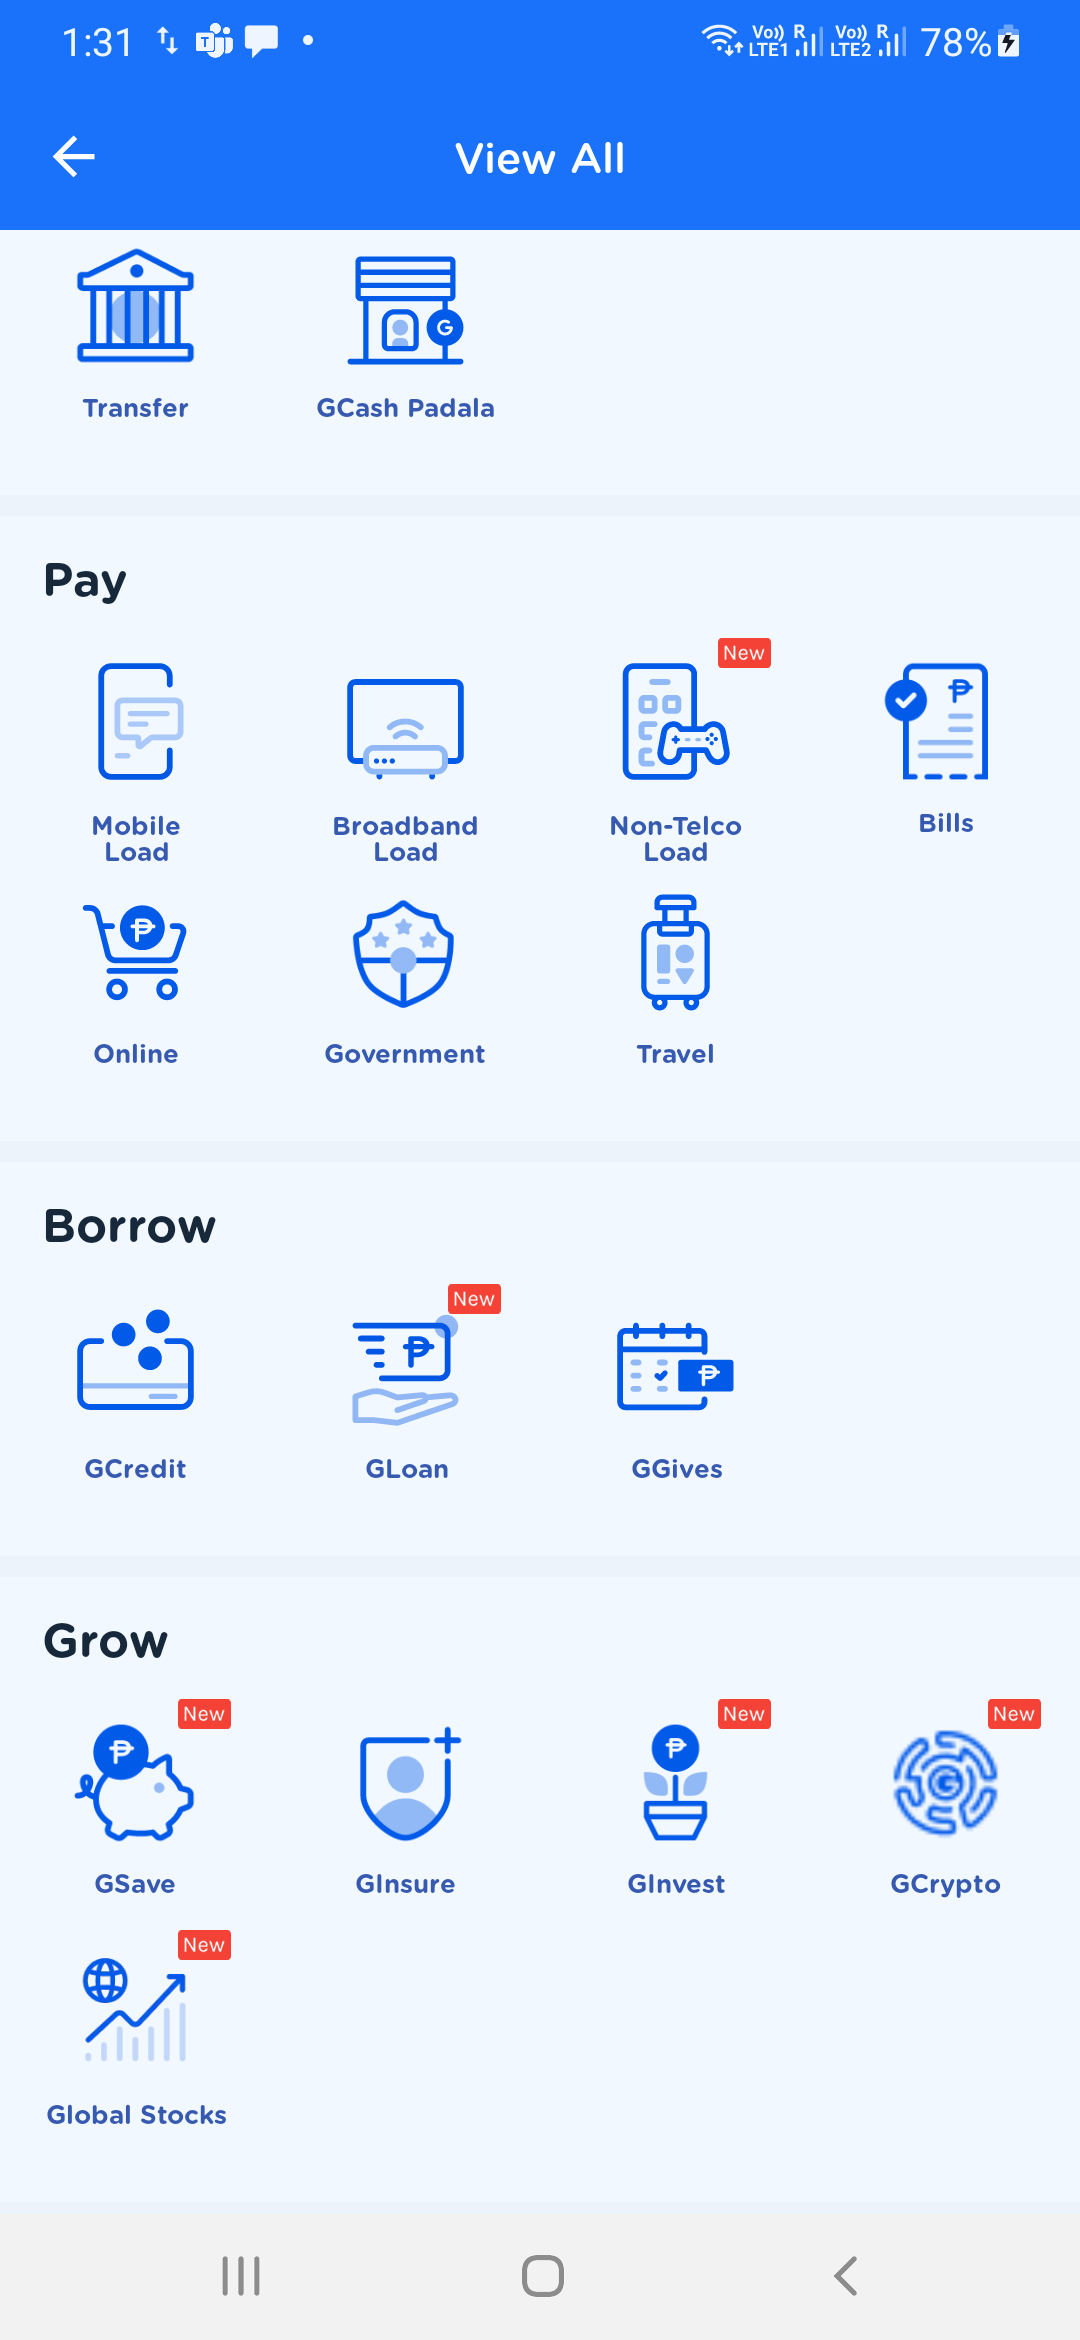 1:31
Vo)) R Vo)) R 78%
LTE1 LTE2
View All
G
Transfer GCash Padala
Pay
New
Mobile Load
Broadband Load
Non-Telco Load
Bills
Online Government Travel
Borrow
New
GCredit GLoan GGives
Grow
New New New
GSave GInsure GInvest GCrypto
New
Global Stocks